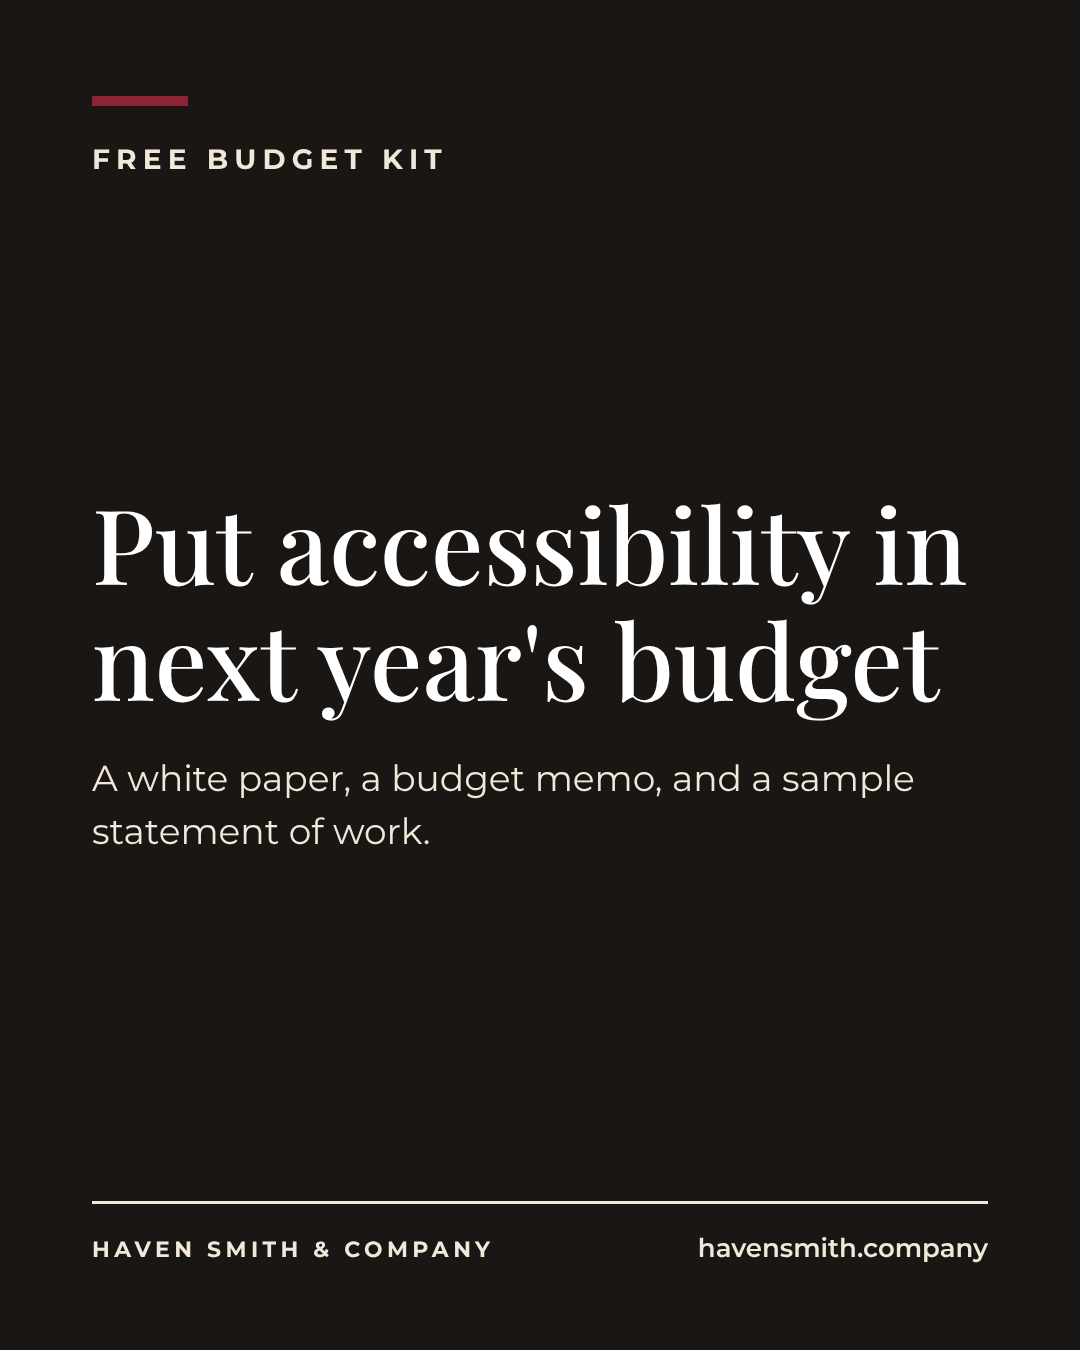 FREE BUDGET KIT
Put accessibility in
next year's budget
A white paper, a budget memo, and a sample
statement of work.
HAVEN SMITH & COMPANY
havensmith.company